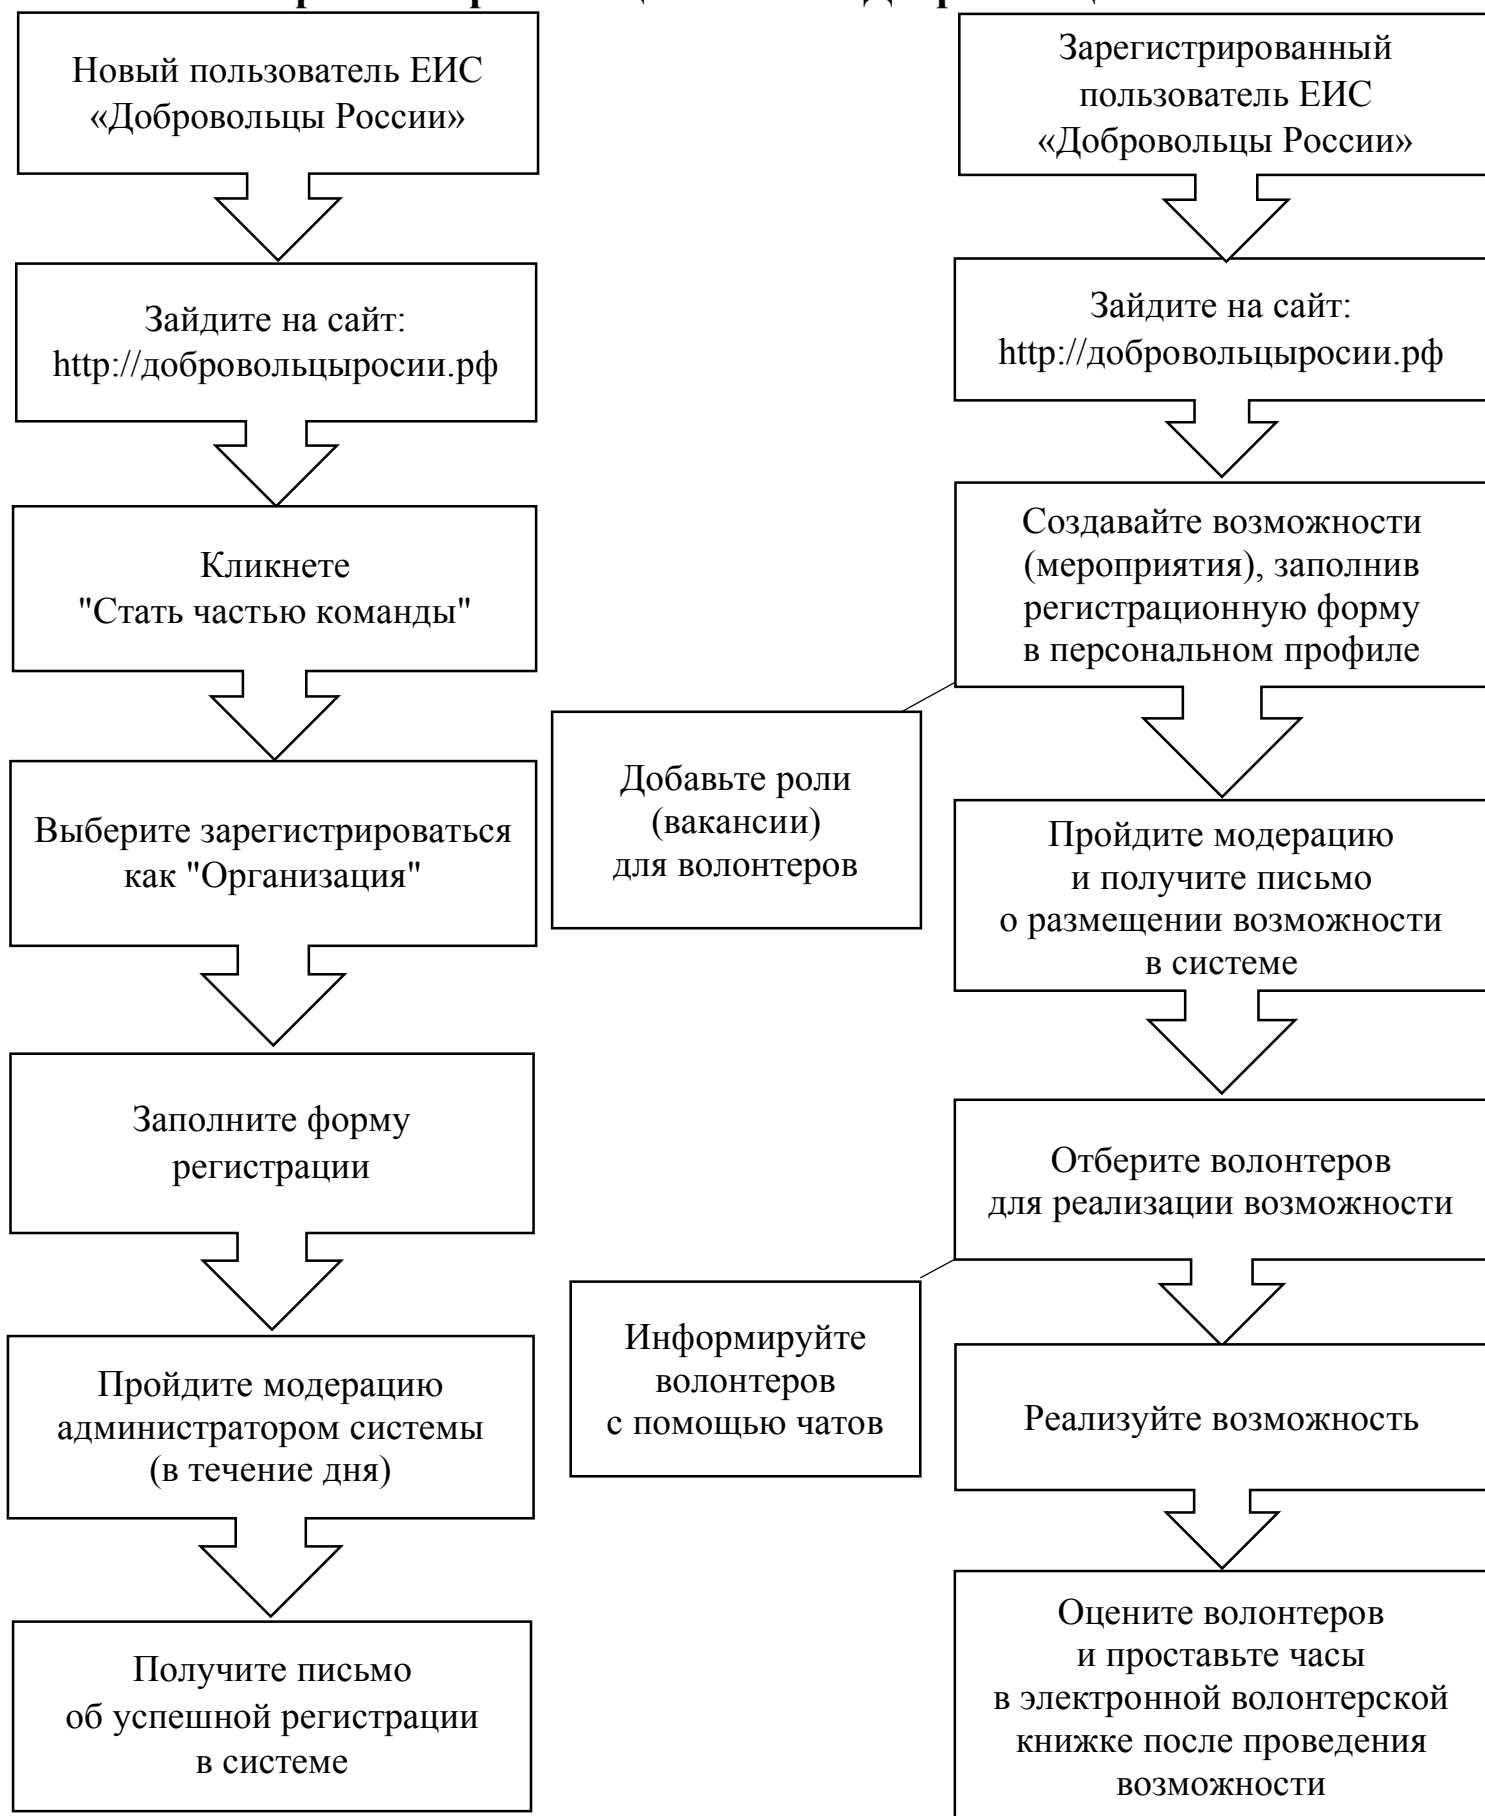 Новый пользователь ЕИС
«Добровольцы России»
Зайдите на сайт:
http://добровольцыросии.рф
Кликнете
"Стать частью команды"
Выберите зарегистрироваться
как "Организация"
Заполните форму
регистрации
Пройдите модерацию
администратором системы
(в течение дня)
Получите письмо
об успешной регистрации
в системе
Зарегистрированный
пользователь ЕИС
«Добровольцы России»
Зайдите на сайт:
http://добровольцыросии.рф
Создавайте возможности
(мероприятия), заполнив
регистрационную форму
в персональном профиле
Добавьте роли
(вакансии)
для волонтеров
Пройдите модерацию
и получите письмо
о размещении возможности
в системе
Отберите волонтеров
для реализации возможности
Информируйте
волонтеров
с помощью чатов
Реализуйте возможность
Оцените волонтеров
и проставьте часы
в электронной волонтерской
книжке после проведения
возможности